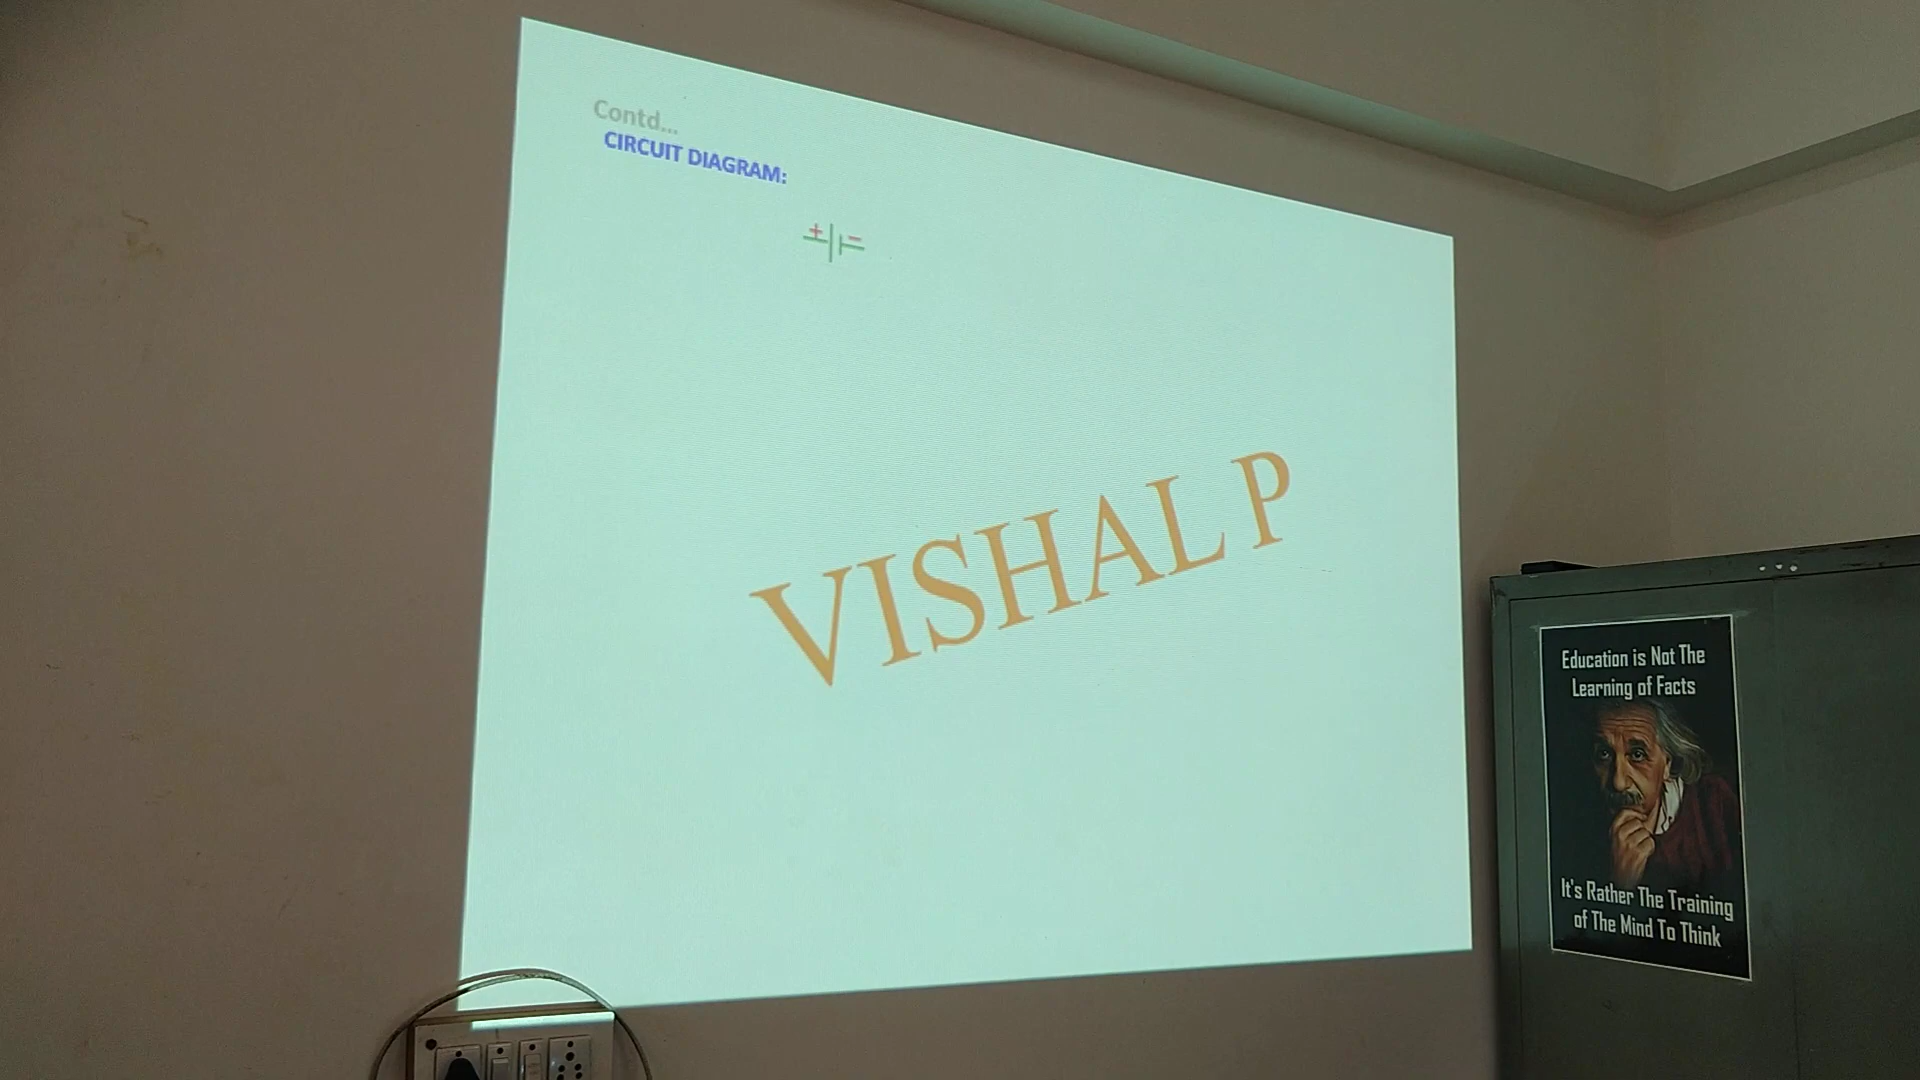 Contd...
CIRCUIT DIAGRAM:
+ -
VISHAL P
Education is Not The
Learning of Facts
It's Rather The Training
of The Mind To Think